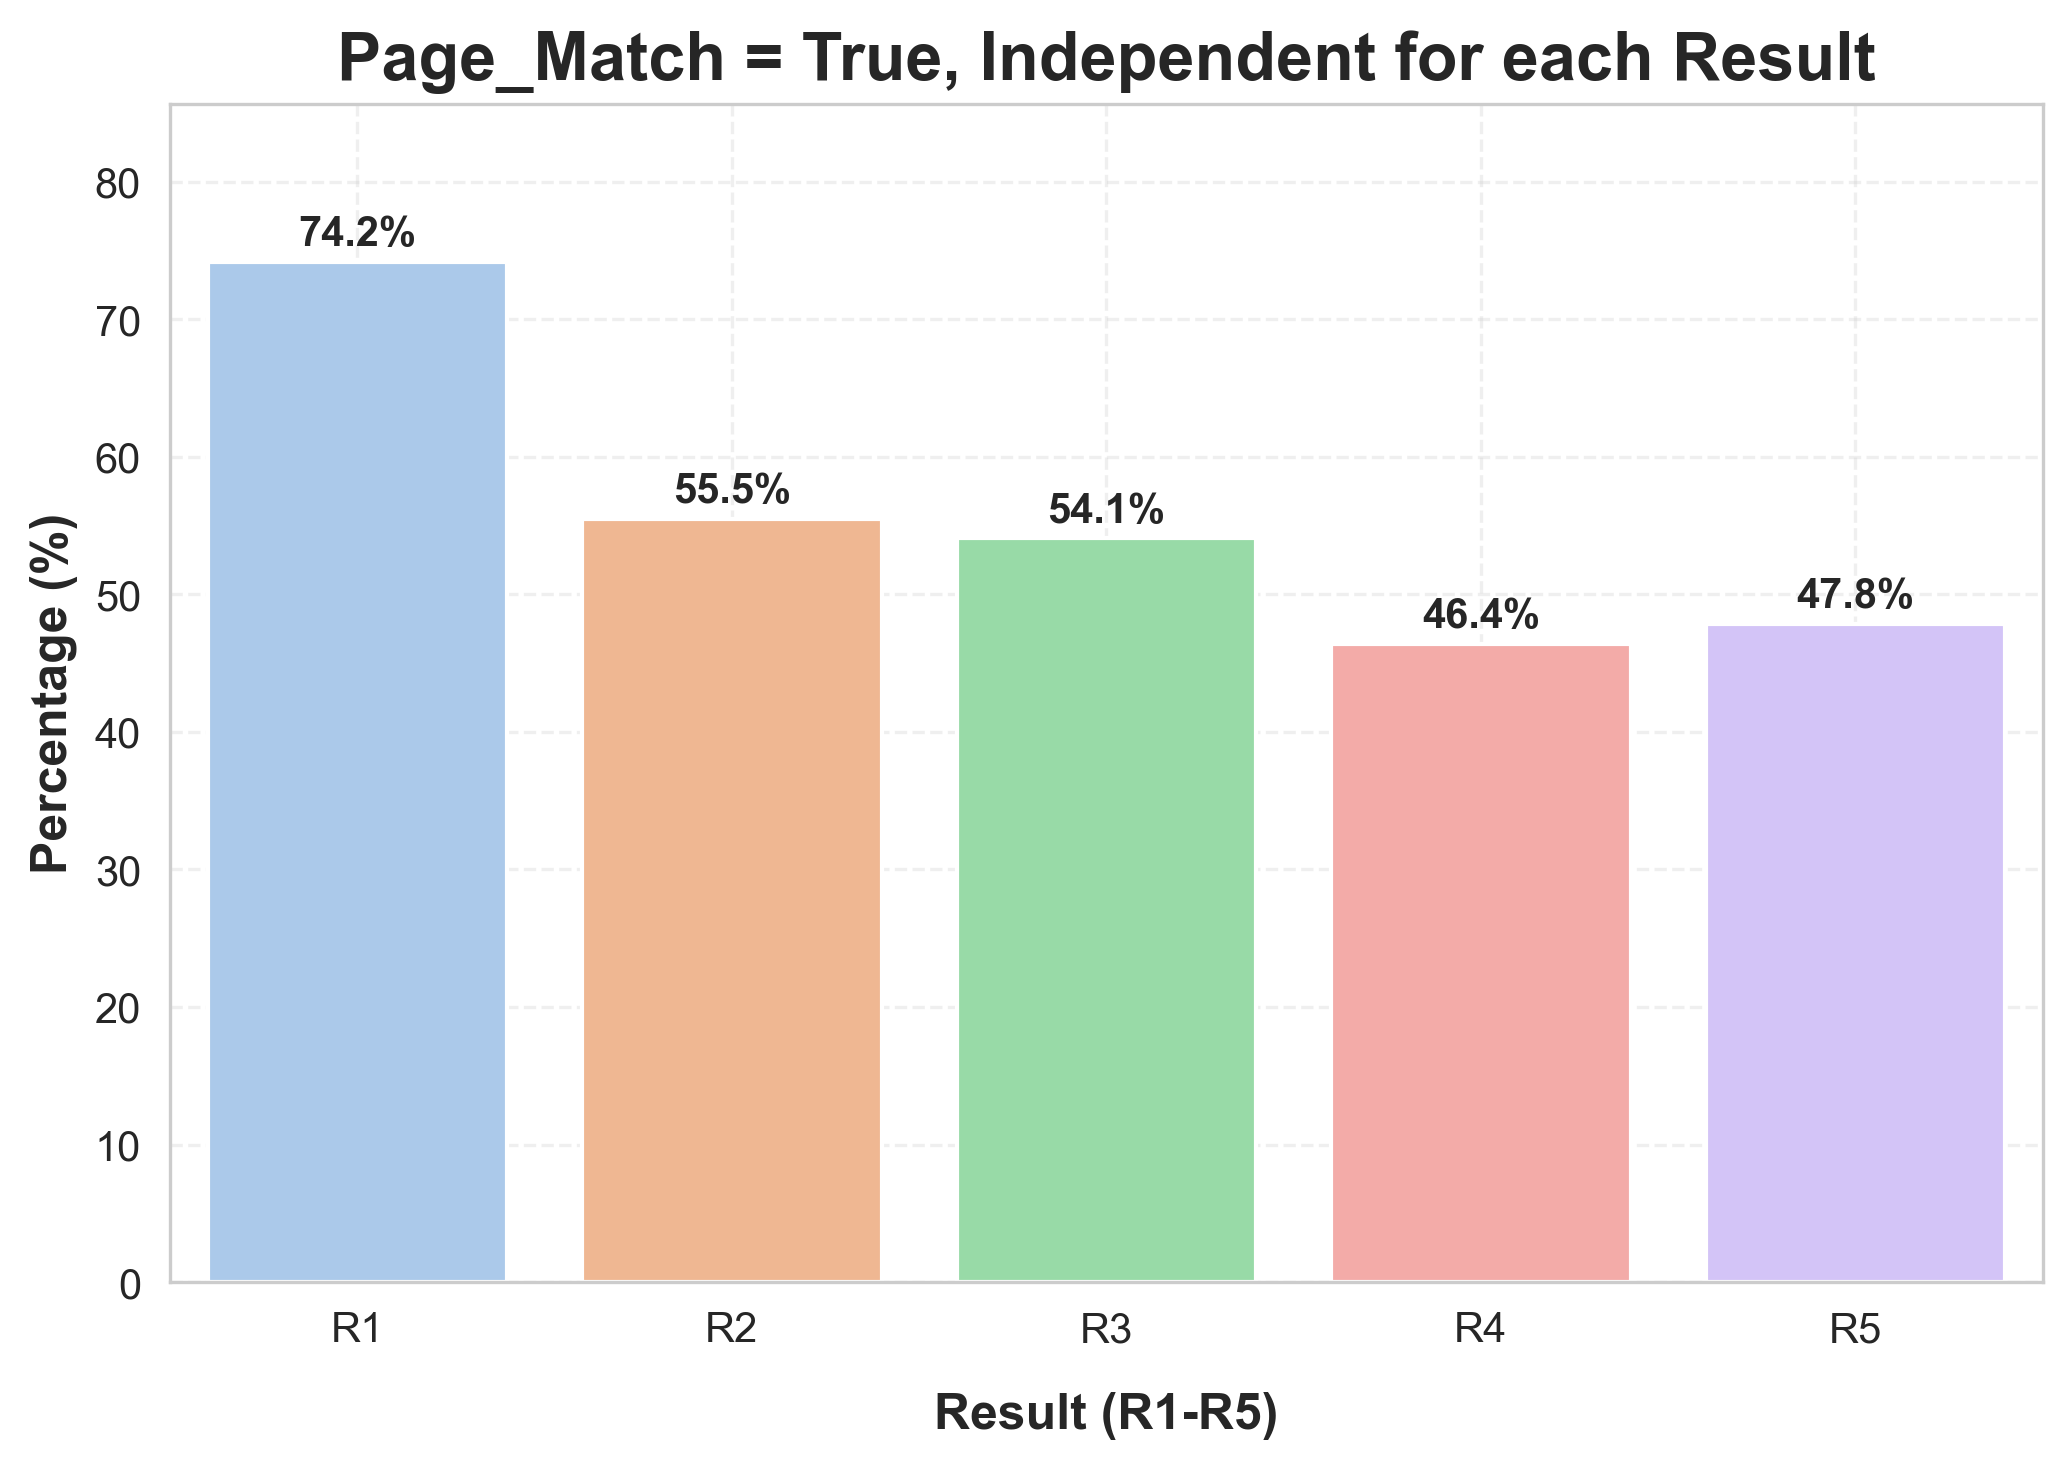 Page_Match = True, Independent for each Result
Percentage (%)
80
70
60
50
40
30
20
10
0
74.2%
55.5%
54.1%
46.4%
47.8%
R1
R2
R3
R4
R5
Result (R1-R5)